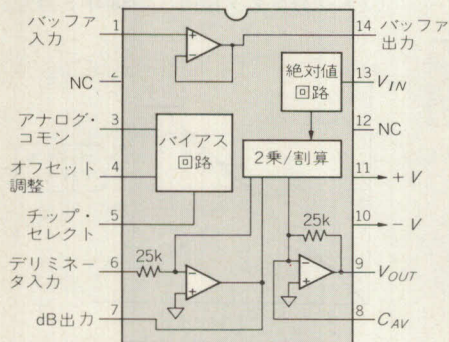 バッファ
入力
1
14
バッファ
出力
NC
2
絶対値
回路
13
V_IN
アナログ・
コモン
3
バイアス
回路
12
NC
オフセット
調整
4
2乗/割算
11
+V
チップ・
セレクト
5
25k
10
-V
デリミネー
タ入力
6
25k
9
V_OUT
dB出力
7
8
C_AV